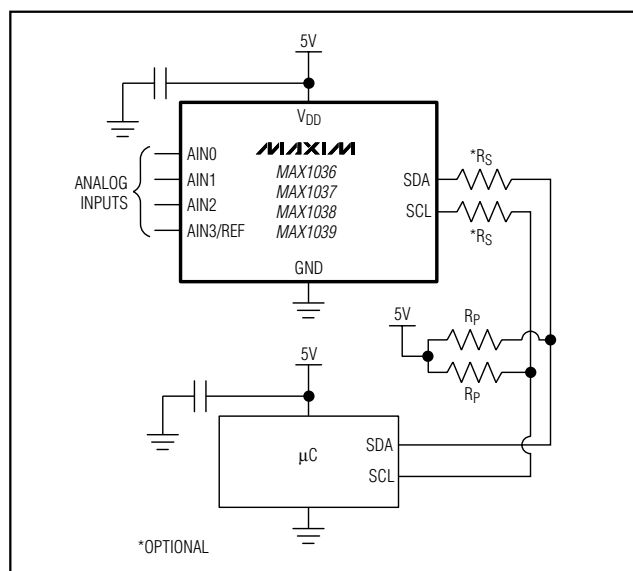 5V
VDD
MAXIM
MAX1036
MAX1037
MAX1038
MAX1039
ANALOG
INPUTS
AIN0
AIN1
AIN2
AIN3/REF
SDA
SCL
*RS
*RS
GND
5V
RP
RP
5V
μC
SDA
SCL
*OPTIONAL